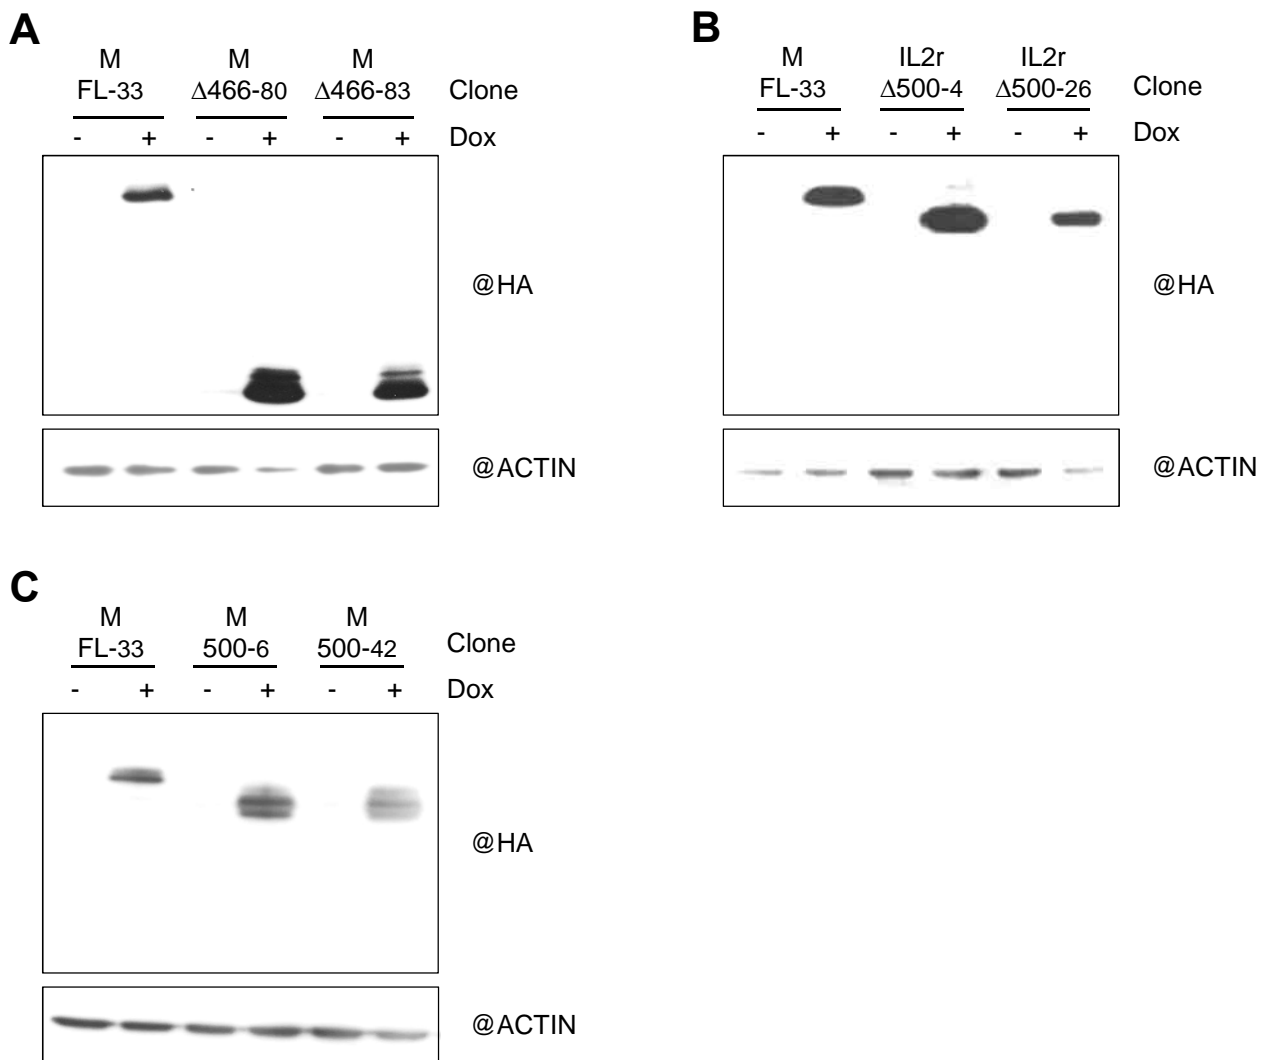 A
M M M
FL-33 Δ466-80 Δ466-83 Clone
- + - + - + Dox
@HA
@ACTIN
B
M IL2r IL2r
FL-33 Δ500-4 Δ500-26 Clone
- + - + - + Dox
@HA
@ACTIN
C
M M M
FL-33 500-6 500-42 Clone
- + - + - + Dox
@HA
@ACTIN